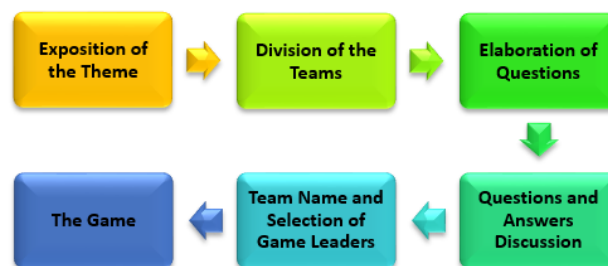 Exposition of
the Theme
Division of the
Teams
Elaboration of
Questions
Questions and
Answers
Discussion
Team Name and
Selection of
Game Leaders
The Game